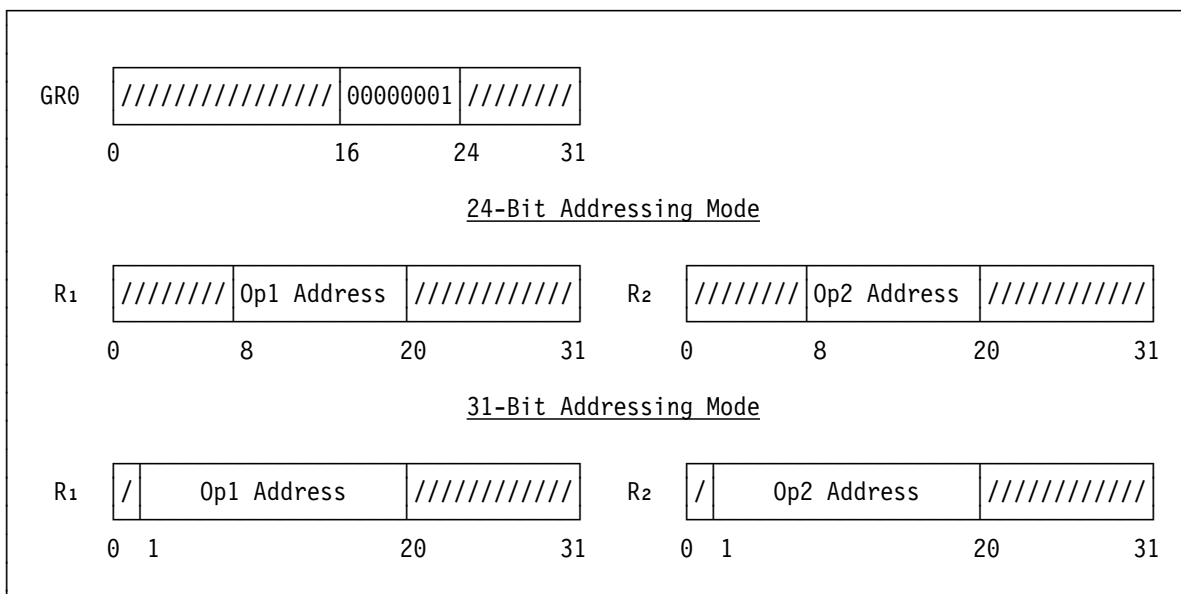 GR0 //////////////// 00000001 ////////
0 16 24 31
24-Bit Addressing Mode
R₁ //////// Op1 Address //////////// R₂ //////// Op2 Address ////////////
0 8 20 31 0 8 20 31
31-Bit Addressing Mode
R₁ / Op1 Address //////////// R₂ / Op2 Address ////////////
0 1 20 31 0 1 20 31